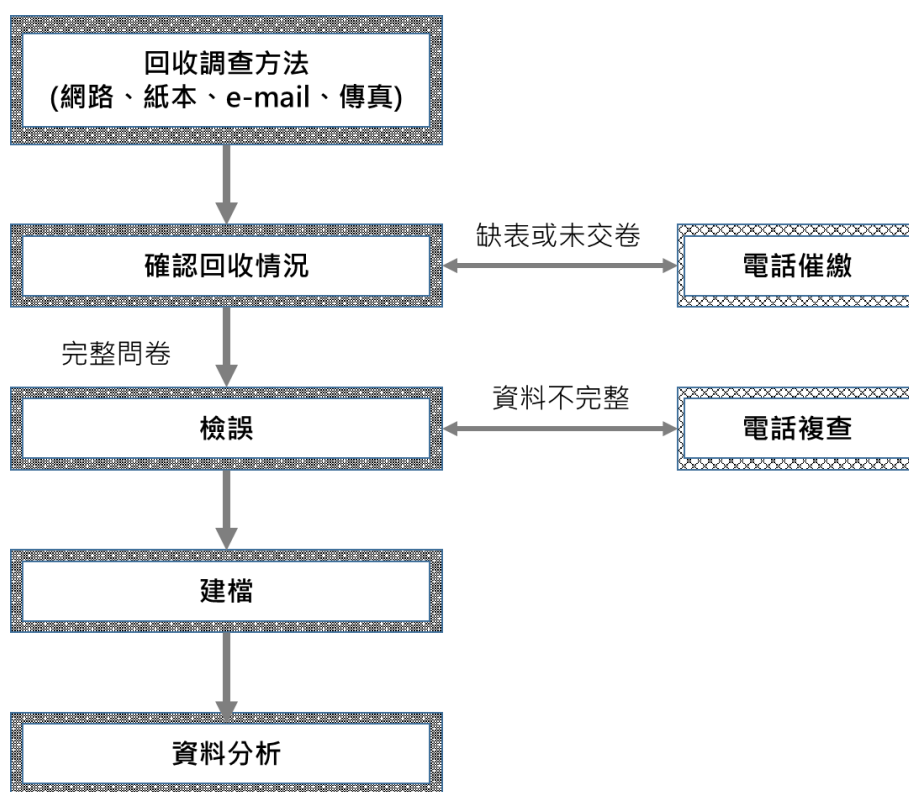 回收調查方法
(網路、紙本、e-mail、傳真)
缺表或未交卷
確認回收情況
電話催繳
完整問卷
資料不完整
檢誤
電話複查
建檔
資料分析